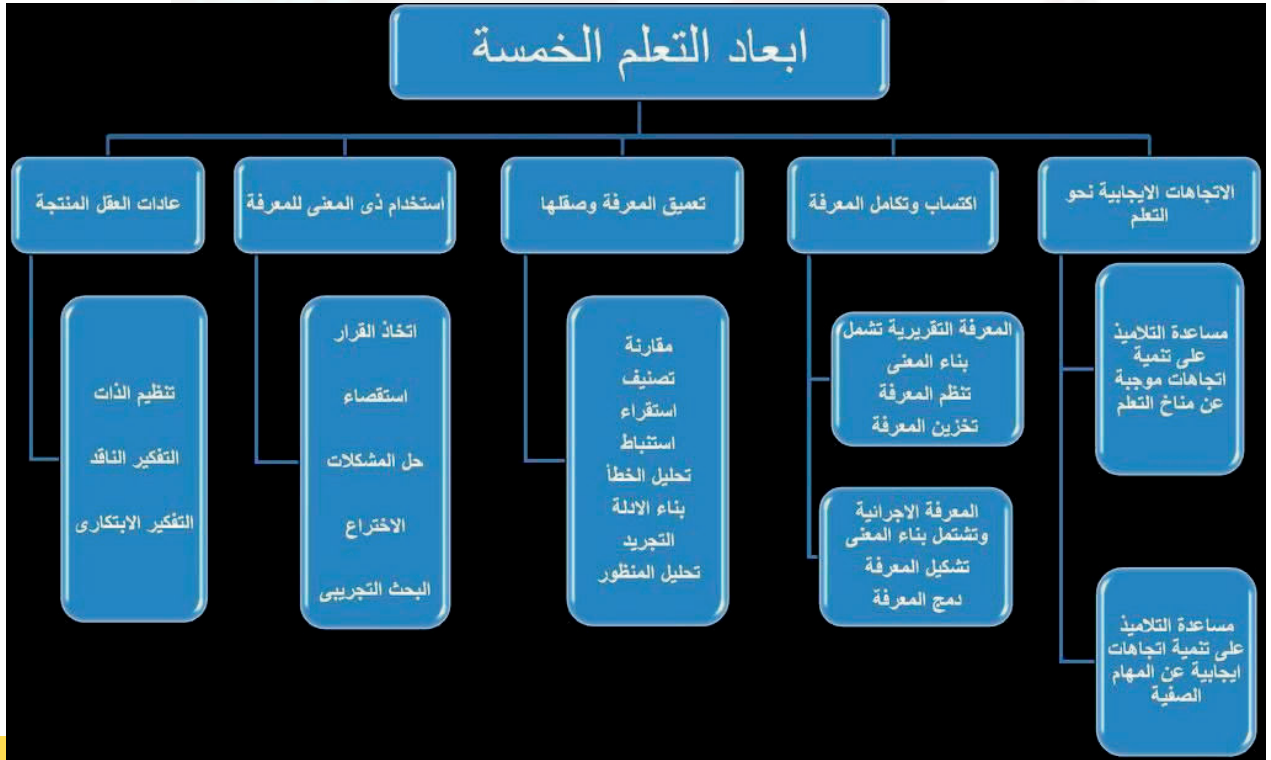 ابعاد التعلم الخمسة
الاتجاهات الايجابية نحو
التعلم
اكتساب وتكامل المعرفة
تعميق المعرفة وصقلها
استخدام ذى المعنى للمعرفة
عادات العقل المنتجة
مساعدة التلاميذ
على تنمية
اتجاهات موجبة
عن مناخ التعلم
مساعدة التلاميذ
على تنمية اتجاهات
ايجابية عن المهام
الصفية
المعرفة التقريرية تشمل
بناء المعنى
تنظم المعرفة
تخزين المعرفة
المعرفة الاجرائية
وتشتمل بناء المعنى
تشكيل المعرفة
دمج المعرفة
مقارنة
تصنيف
استقراء
استنباط
تحليل الخطأ
بناء الادلة
التجريد
تحليل المنظور
اتخاذ القرار
استقصاء
حل المشكلات
الاختراع
البحث التجريبى
تنظيم الذات
التفكير الناقد
التفكير الابتكارى